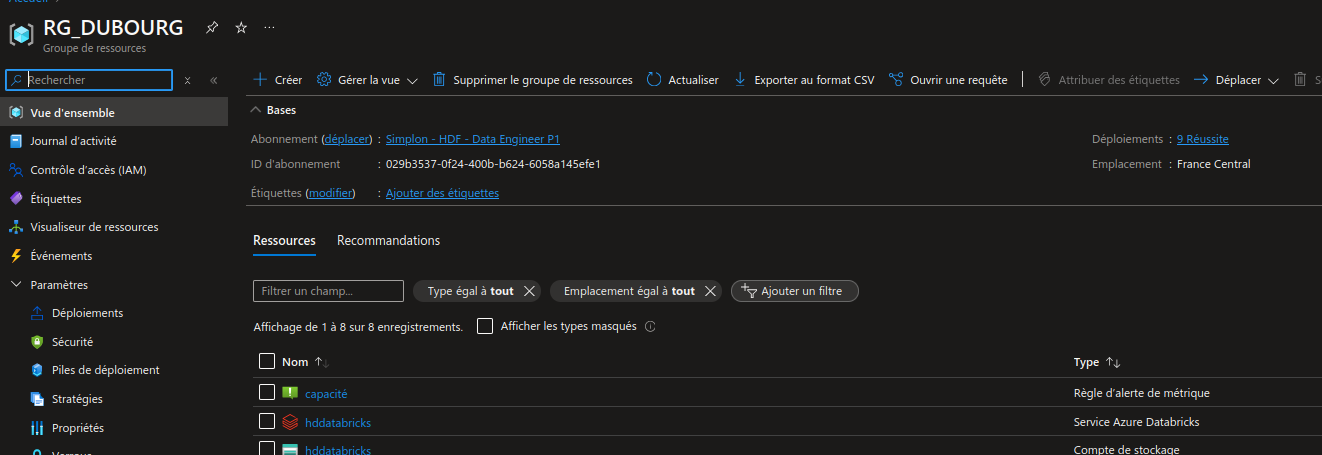 Accueil
RG_DUBOURG
Groupe de ressources
Rechercher
Vue d'ensemble
Journal d'activité
Contrôle d'accès (IAM)
Étiquettes
Visualiseur de ressources
Événements
Paramètres
Déploiements
Sécurité
Piles de déploiement
Stratégies
Propriétés
Verrous
Créer Gérer la vue Supprimer le groupe de ressources Actualiser Exporter au format CSV Ouvrir une requête Attribuer des étiquettes Déplacer
Bases
Abonnement (déplacer) : Simplon - HDF - Data Engineer P1 Déploiements : 9 Réussite
ID d'abonnement : 029b3537-0f24-400b-b624-6058a145efe1 Emplacement : France Central
Étiquettes (modifier) : Ajouter des étiquettes
Ressources Recommandations
Filtrer un champ... Type égal à tout Emplacement égal à tout Ajouter un filtre
Affichage de 1 à 8 sur 8 enregistrements. Afficher les types masqués
Nom Type
capacité Règle d'alerte de métrique
hddatabricks Service Azure Databricks
hddatabricks Compte de stockage